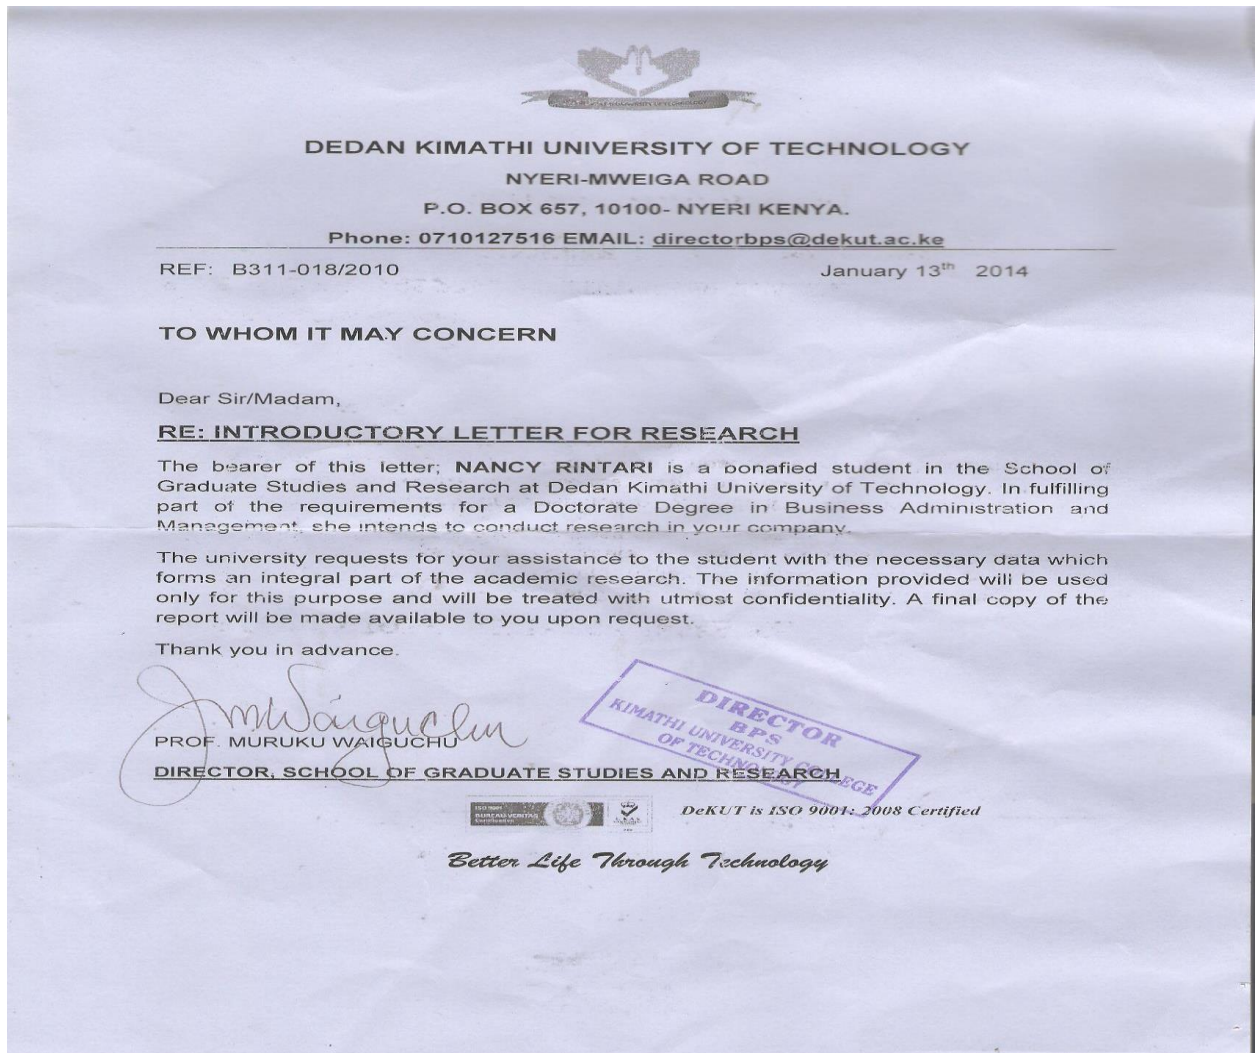 DEDAN KIMATHI UNIVERSITY OF TECHNOLOGY
NYERI-MWEIGA ROAD
P.O. BOX 657, 10100- NYERI KENYA.
Phone: 0710127516 EMAIL: directorbps@dekut.ac.ke
REF: B311-018/2010 January 13th 2014
TO WHOM IT MAY CONCERN
Dear Sir/Madam,
RE: INTRODUCTORY LETTER FOR RESEARCH
The bearer of this letter; NANCY RINTARI is a bonafied student in the School of
Graduate Studies and Research at Dedan Kimathi University of Technology. In fulfilling
part of the requirements for a Doctorate Degree in Business Administration and
Management, she intends to conduct research in your company.
The university requests for your assistance to the student with the necessary data which
forms an integral part of the academic research. The information provided will be used
only for this purpose and will be treated with utmost confidentiality. A final copy of the
report will be made available to you upon request.
Thank you in advance.
PROF. MURUKU WAIGUCHU
DIRECTOR, SCHOOL OF GRADUATE STUDIES AND RESEARCH
DIRECTOR
BPS
KIMATHI UNIVERSITY COLLEGE
OF TECHNOLOGY
ISO 9001
BUREAU VERITAS
Certification
DeKUT is ISO 9001: 2008 Certified
Better Life Through Technology